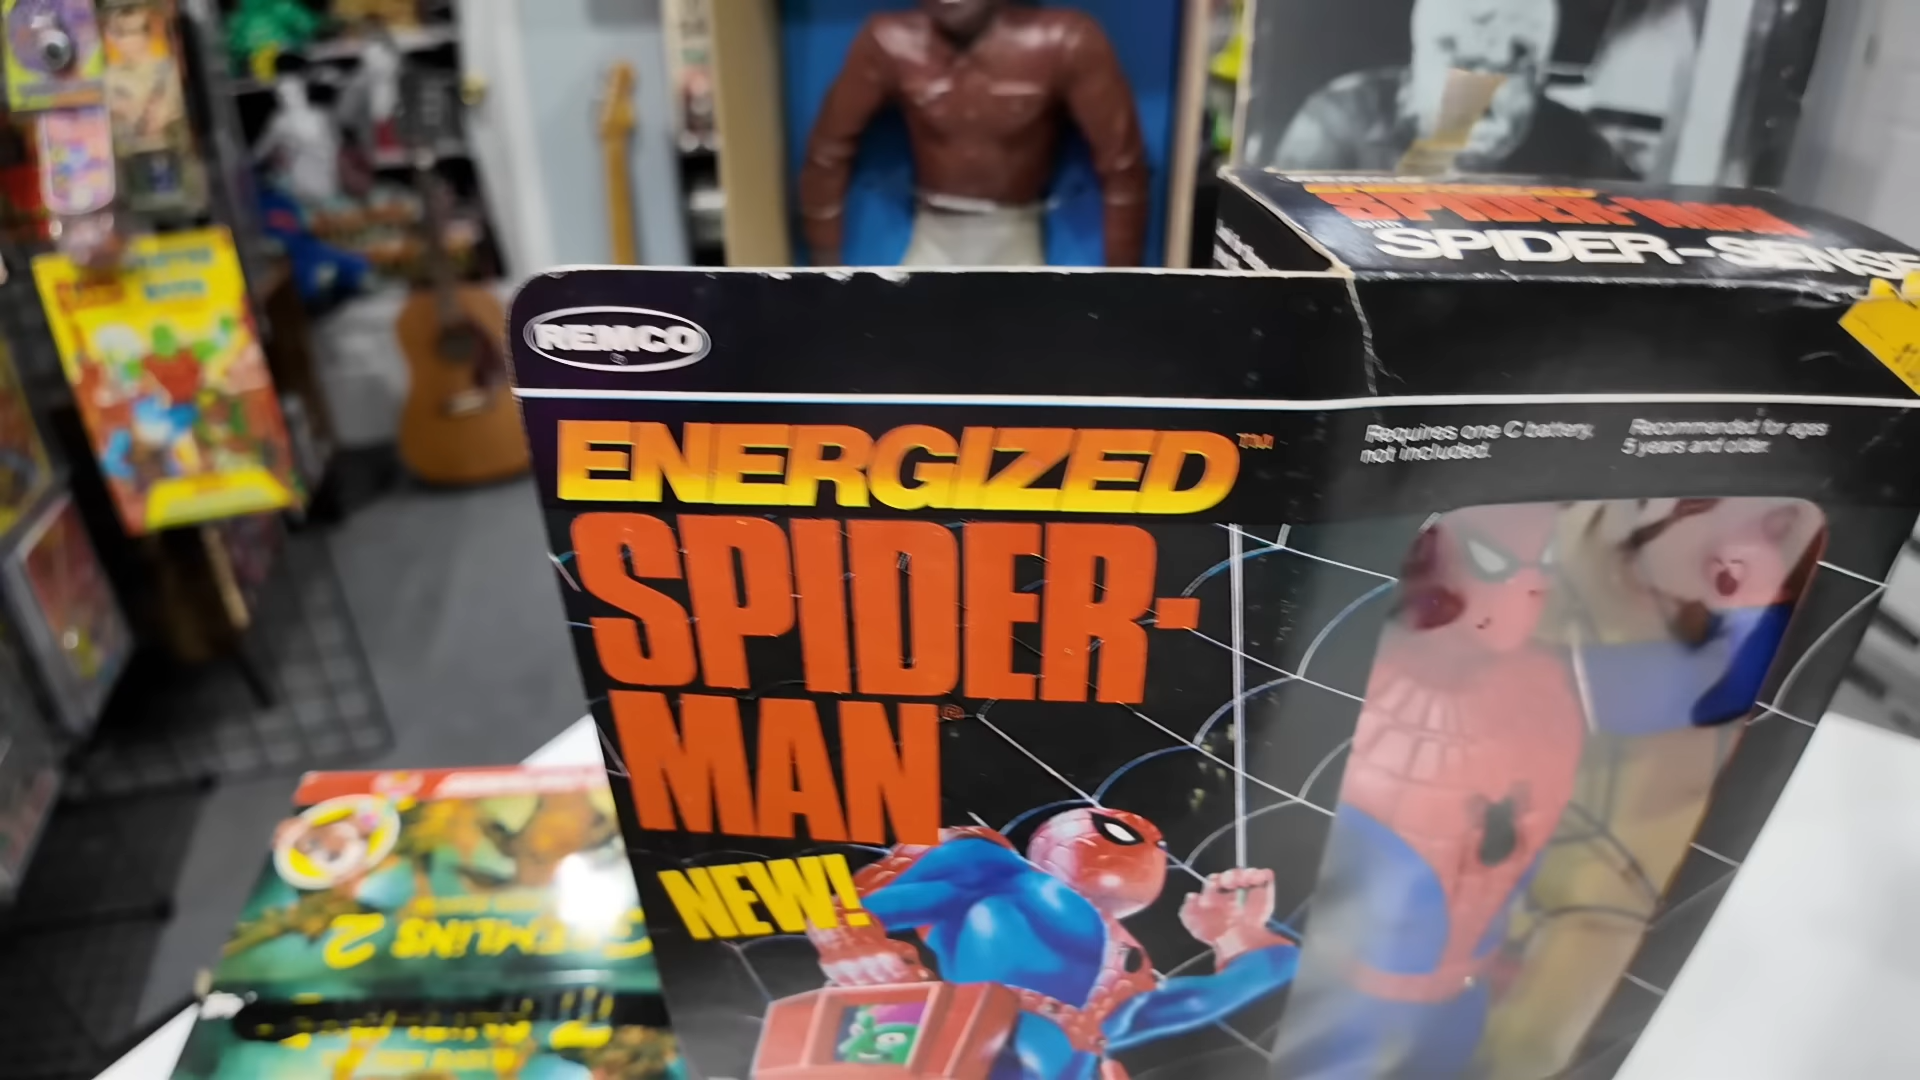 SPIDER-MAN
SPIDER-SENSE
REMCO
ENERGIZED™
Requires one C battery,
not included.
Recommended for ages
5 years and older.
SPIDER-
MAN®
NEW!
GREMLINS 2